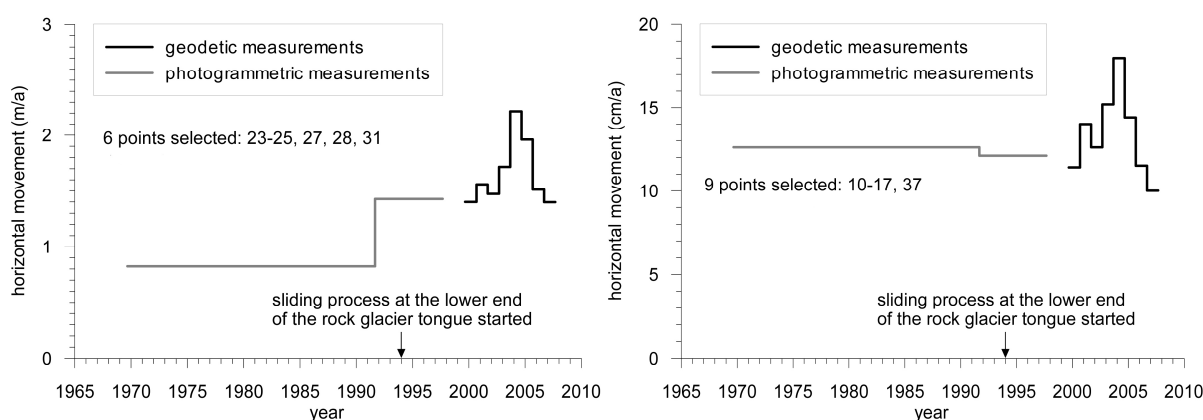 3
2
1
0
horizontal movement (m/a)
geodetic measurements
photogrammetric measurements
6 points selected: 23-25, 27, 28, 31
sliding process at the lower end
of the rock glacier tongue started
1965 1970 1975 1980 1985 1990 1995 2000 2005 2010
year
20
15
10
5
0
horizontal movement (cm/a)
geodetic measurements
photogrammetric measurements
9 points selected: 10-17, 37
sliding process at the lower end
of the rock glacier tongue started
1965 1970 1975 1980 1985 1990 1995 2000 2005 2010
year